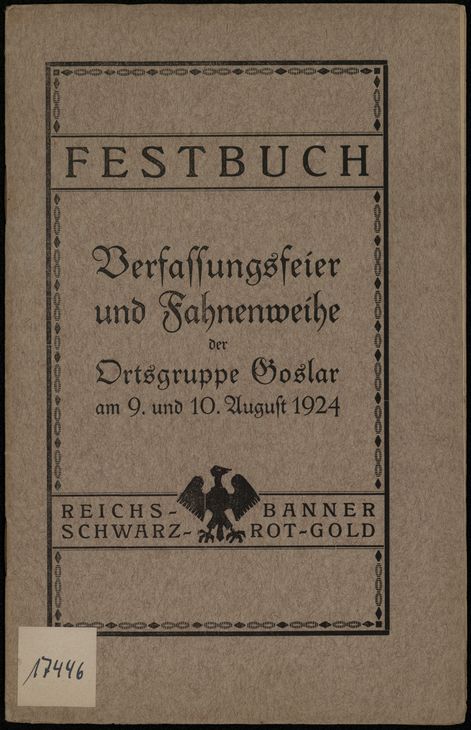 FESTBUCH
Verfassungsfeier
und Fahnenweihe
der
Ortsgruppe Goslar
am 9. und 10. August 1924
REICHS- BANNER
SCHWARZ- ROT-GOLD
17446